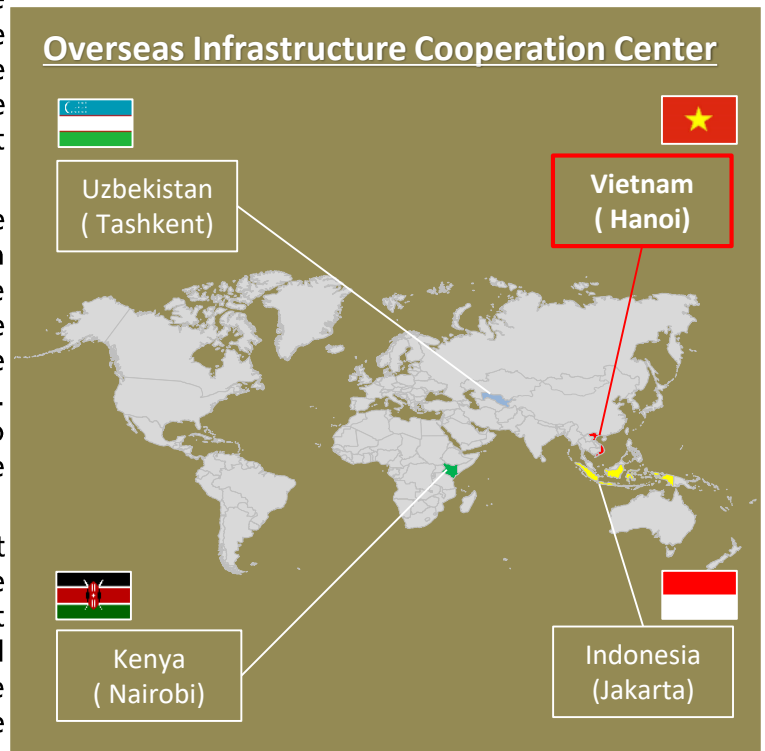 Overseas Infrastructure Cooperation Center
Uzbekistan
( Tashkent)
Vietnam
( Hanoi)
Kenya
( Nairobi)
Indonesia
(Jakarta)